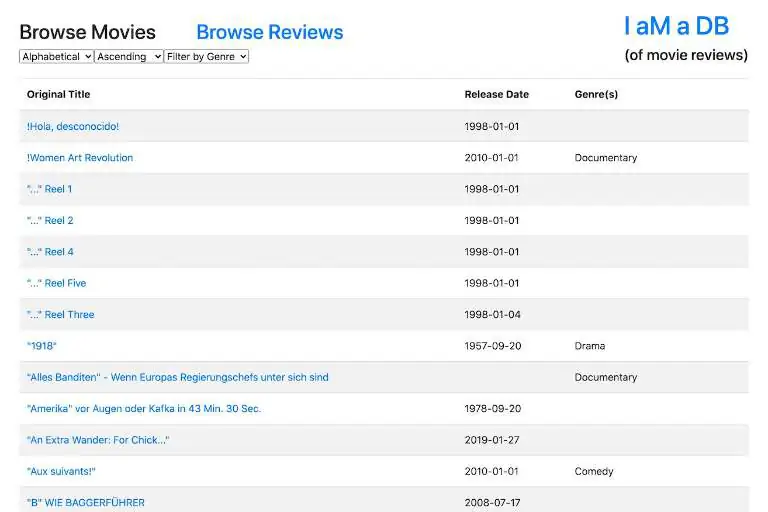 Browse Movies Browse Reviews I aM a DB
Alphabetical Ascending Filter by Genre (of movie reviews)
Original Title Release Date Genre(s)
!Hola, desconocido! 1998-01-01
!Women Art Revolution 2010-01-01 Documentary
"..." Reel 1 1998-01-01
"..." Reel 2 1998-01-01
"..." Reel 4 1998-01-01
"..." Reel Five 1998-01-01
"..." Reel Three 1998-01-04
"1918" 1957-09-20 Drama
"Alles Banditen" - Wenn Europas Regierungschefs unter sich sind Documentary
"Amerika" vor Augen oder Kafka in 43 Min. 30 Sec. 1978-09-20
"An Extra Wander: For Chick..." 2019-01-27
"Aux suivants!" 2010-01-01 Comedy
"B" WIE BAGGERFÜHRER 2008-07-17